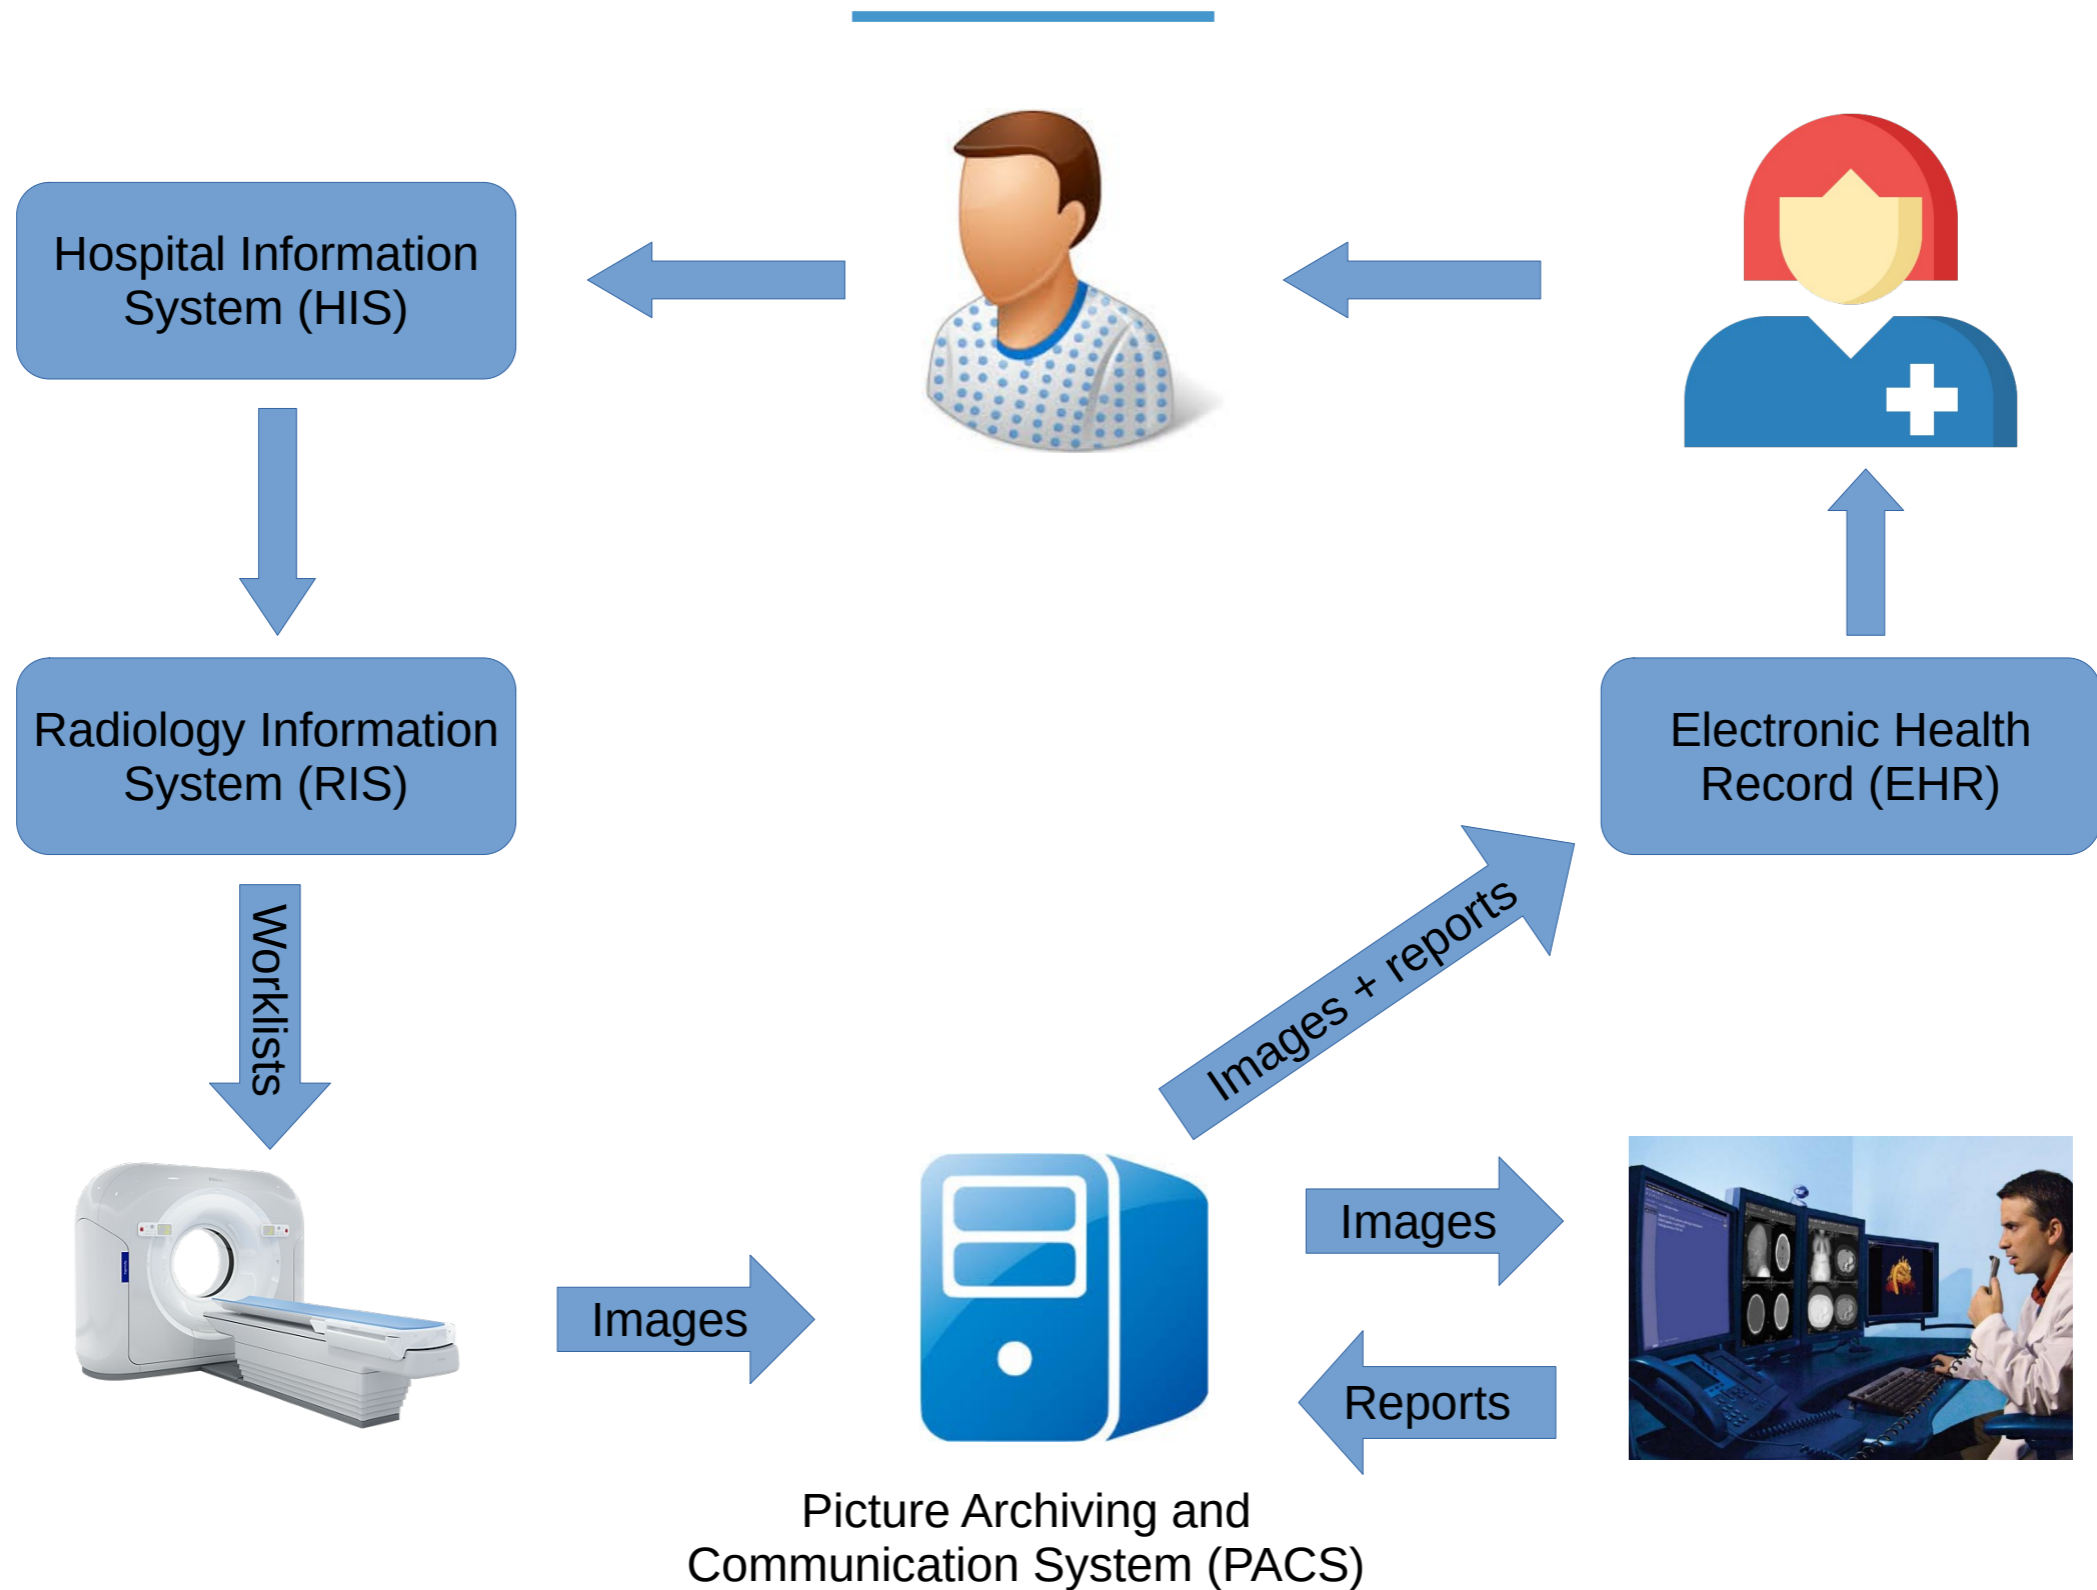 Hospital Information
System (HIS)
Radiology Information
System (RIS)
Electronic Health
Record (EHR)
Worklists
Images + reports
Images
Images
Reports
Picture Archiving and
Communication System (PACS)